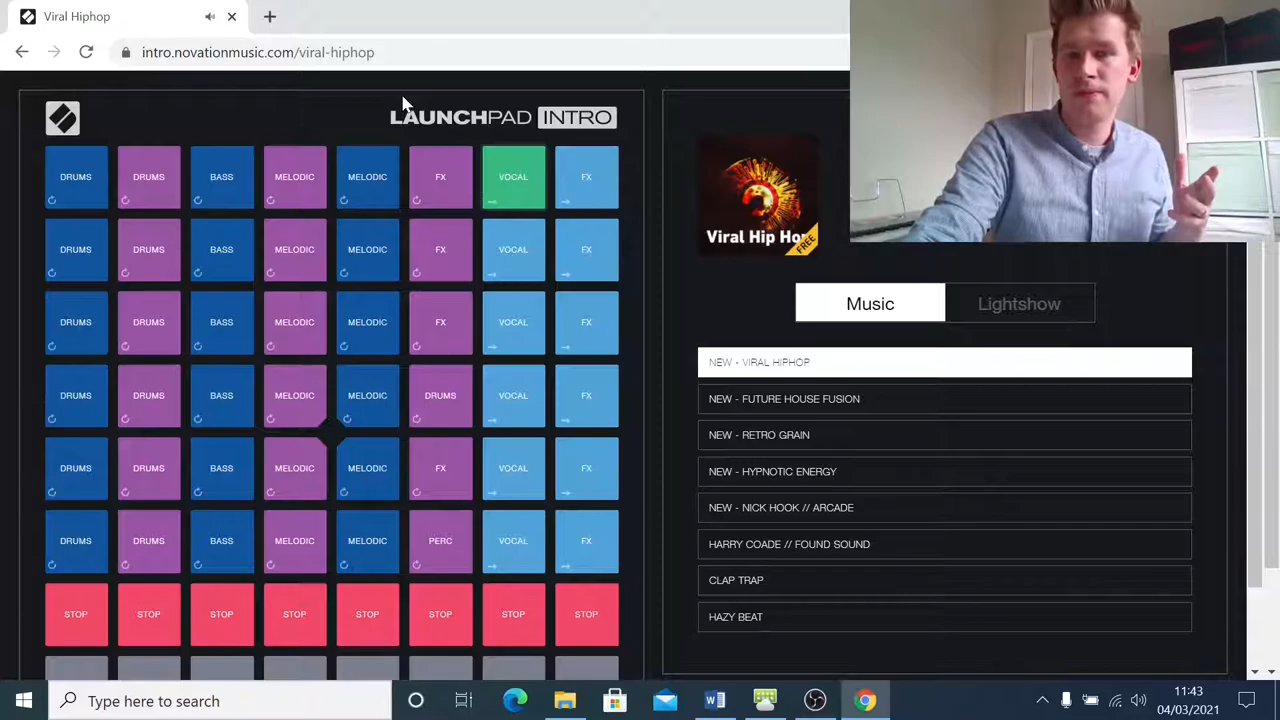 Viral Hiphop
intro.novationmusic.com/viral-hiphop
LAUNCHPAD INTRO
DRUMS DRUMS BASS MELODIC MELODIC FX VOCAL FX
DRUMS DRUMS BASS MELODIC MELODIC FX VOCAL FX
DRUMS DRUMS BASS MELODIC MELODIC FX VOCAL FX
DRUMS DRUMS BASS MELODIC MELODIC DRUMS VOCAL FX
DRUMS DRUMS BASS MELODIC MELODIC FX VOCAL FX
DRUMS DRUMS BASS MELODIC MELODIC PERC VOCAL FX
STOP STOP STOP STOP STOP STOP STOP STOP
Viral Hip Hop
FREE
Music Lightshow
NEW - VIRAL HIPHOP
NEW - FUTURE HOUSE FUSION
NEW - RETRO GRAIN
NEW - HYPNOTIC ENERGY
NEW - NICK HOOK // ARCADE
HARRY COADE // FOUND SOUND
CLAP TRAP
HAZY BEAT
Type here to search
11:43
04/03/2021